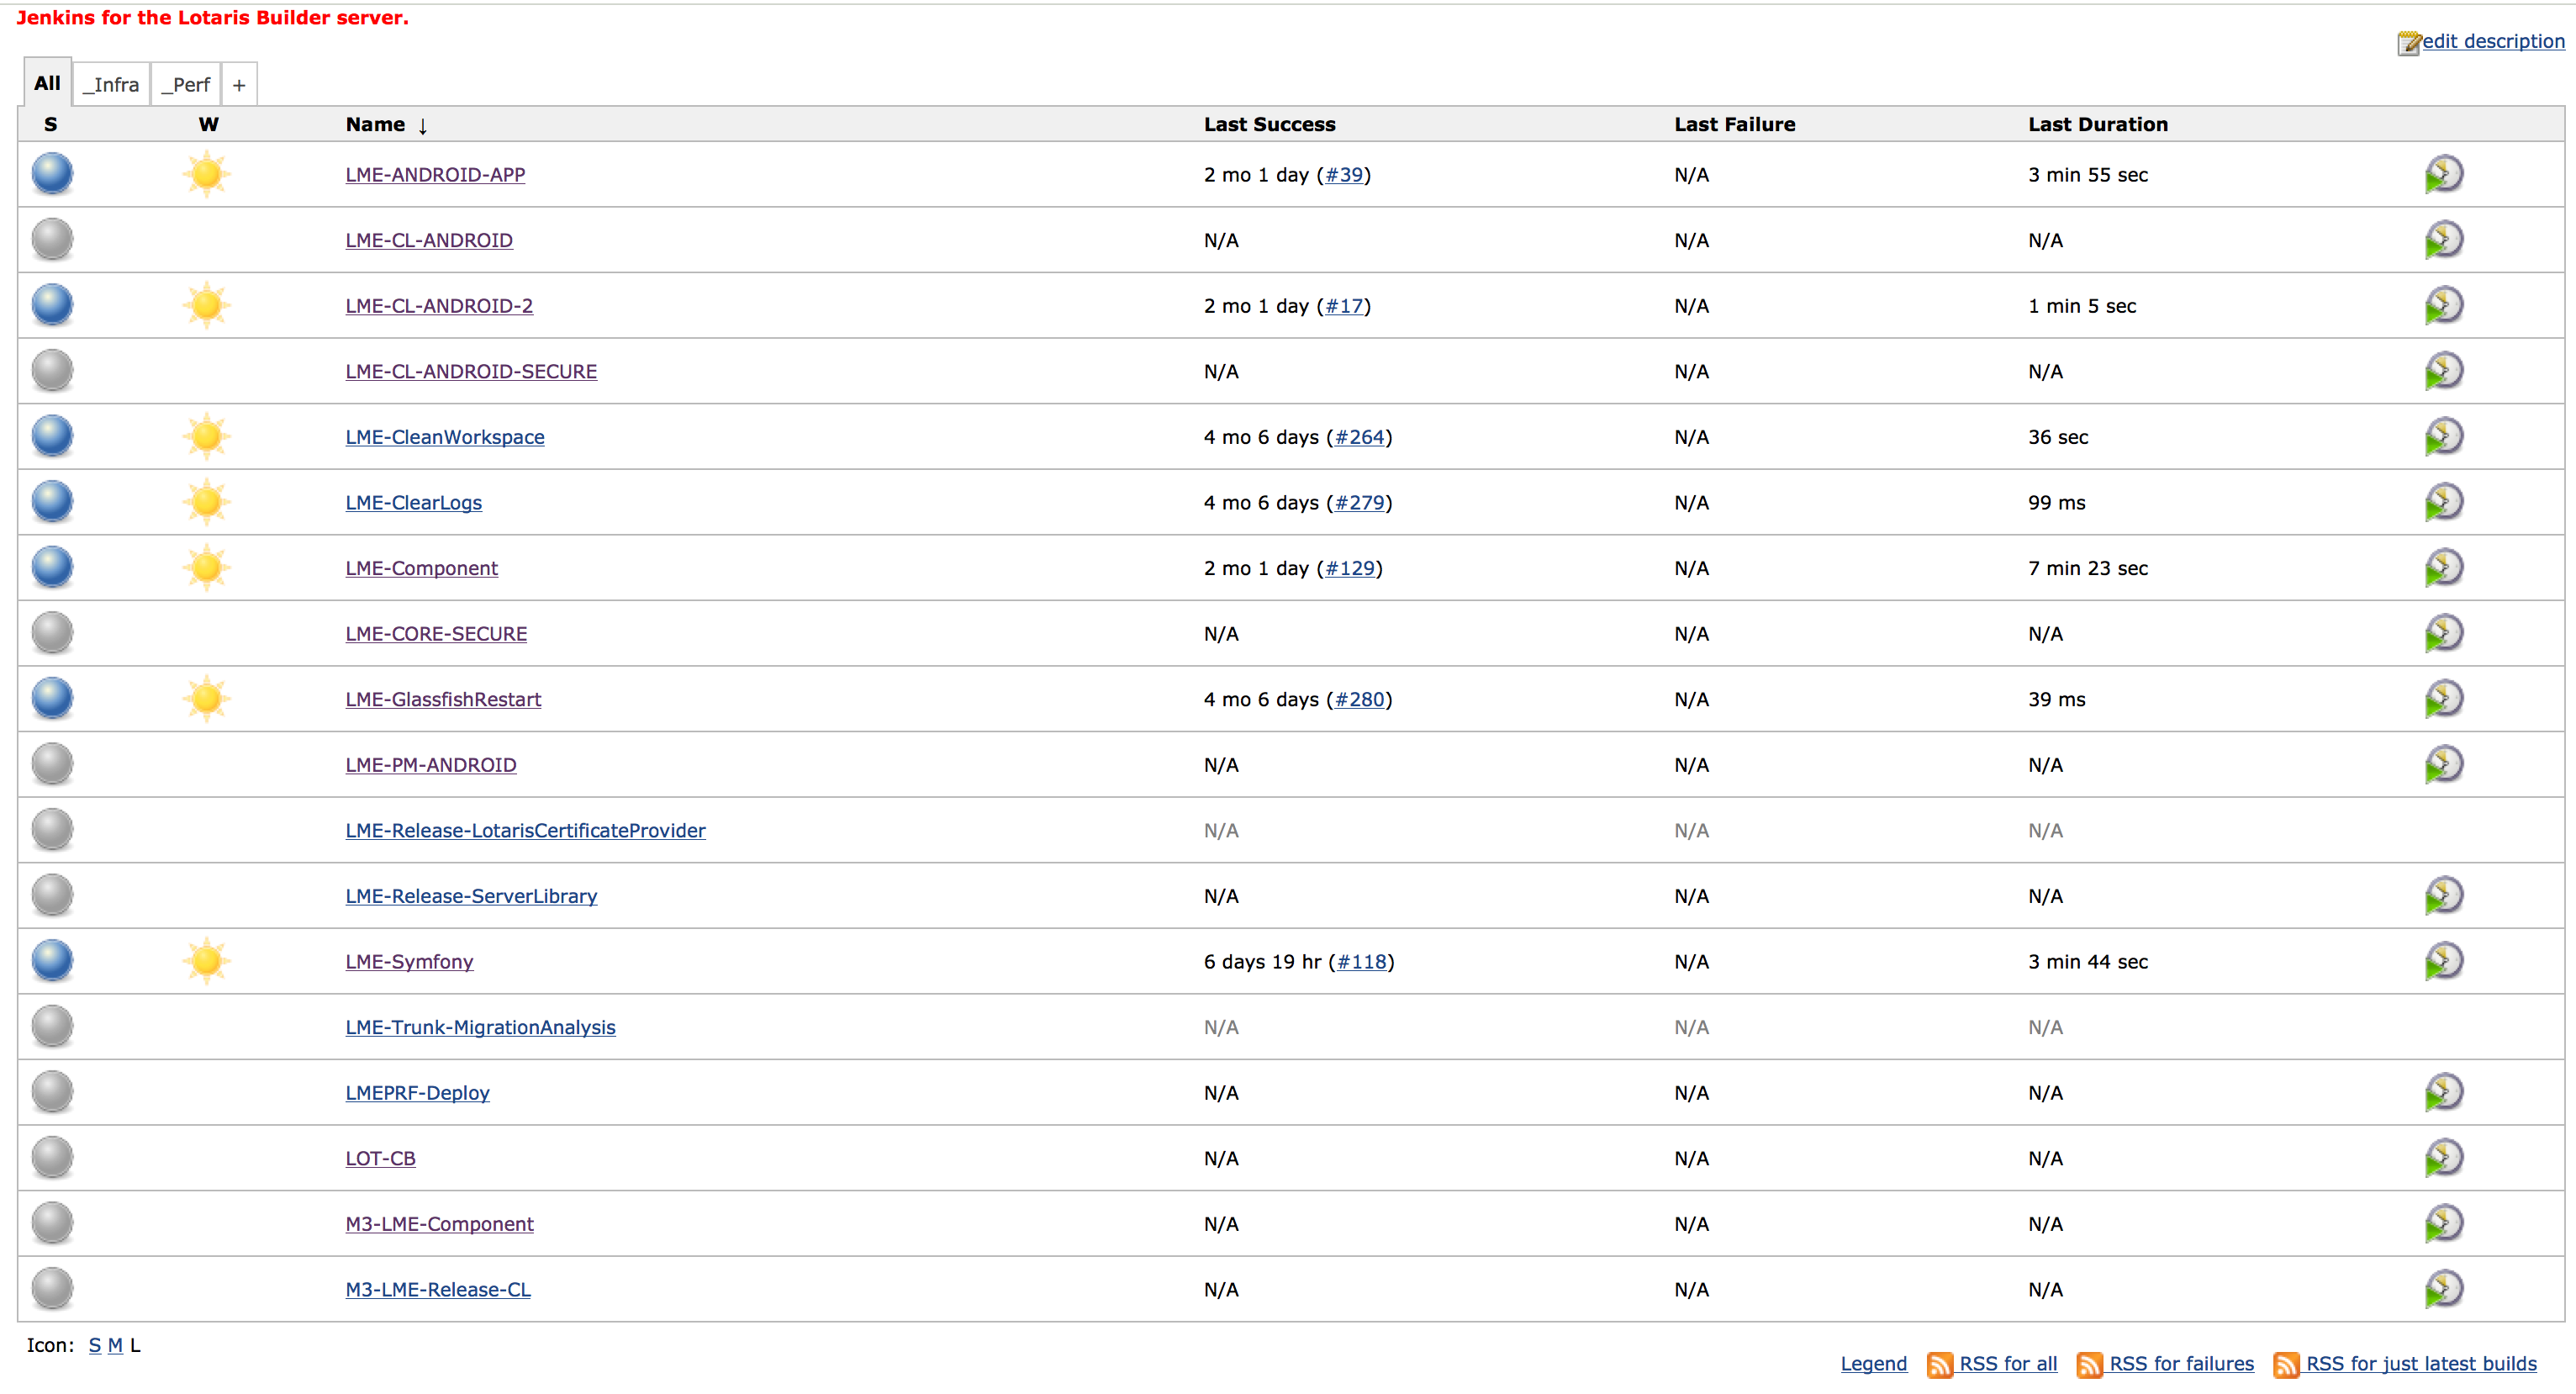 Jenkins for the Lotaris Builder server.
edit description
All _Infra _Perf +
S W Name ↓ Last Success Last Failure Last Duration
LME-ANDROID-APP 2 mo 1 day (#39) N/A 3 min 55 sec
LME-CL-ANDROID N/A N/A N/A
LME-CL-ANDROID-2 2 mo 1 day (#17) N/A 1 min 5 sec
LME-CL-ANDROID-SECURE N/A N/A N/A
LME-CleanWorkspace 4 mo 6 days (#264) N/A 36 sec
LME-ClearLogs 4 mo 6 days (#279) N/A 99 ms
LME-Component 2 mo 1 day (#129) N/A 7 min 23 sec
LME-CORE-SECURE N/A N/A N/A
LME-GlassfishRestart 4 mo 6 days (#280) N/A 39 ms
LME-PM-ANDROID N/A N/A N/A
LME-Release-LotarisCertificateProvider N/A N/A N/A
LME-Release-ServerLibrary N/A N/A N/A
LME-Symfony 6 days 19 hr (#118) N/A 3 min 44 sec
LME-Trunk-MigrationAnalysis N/A N/A N/A
LMEPRF-Deploy N/A N/A N/A
LOT-CB N/A N/A N/A
M3-LME-Component N/A N/A N/A
M3-LME-Release-CL N/A N/A N/A
Icon: S M L
Legend RSS for all RSS for failures RSS for just latest builds